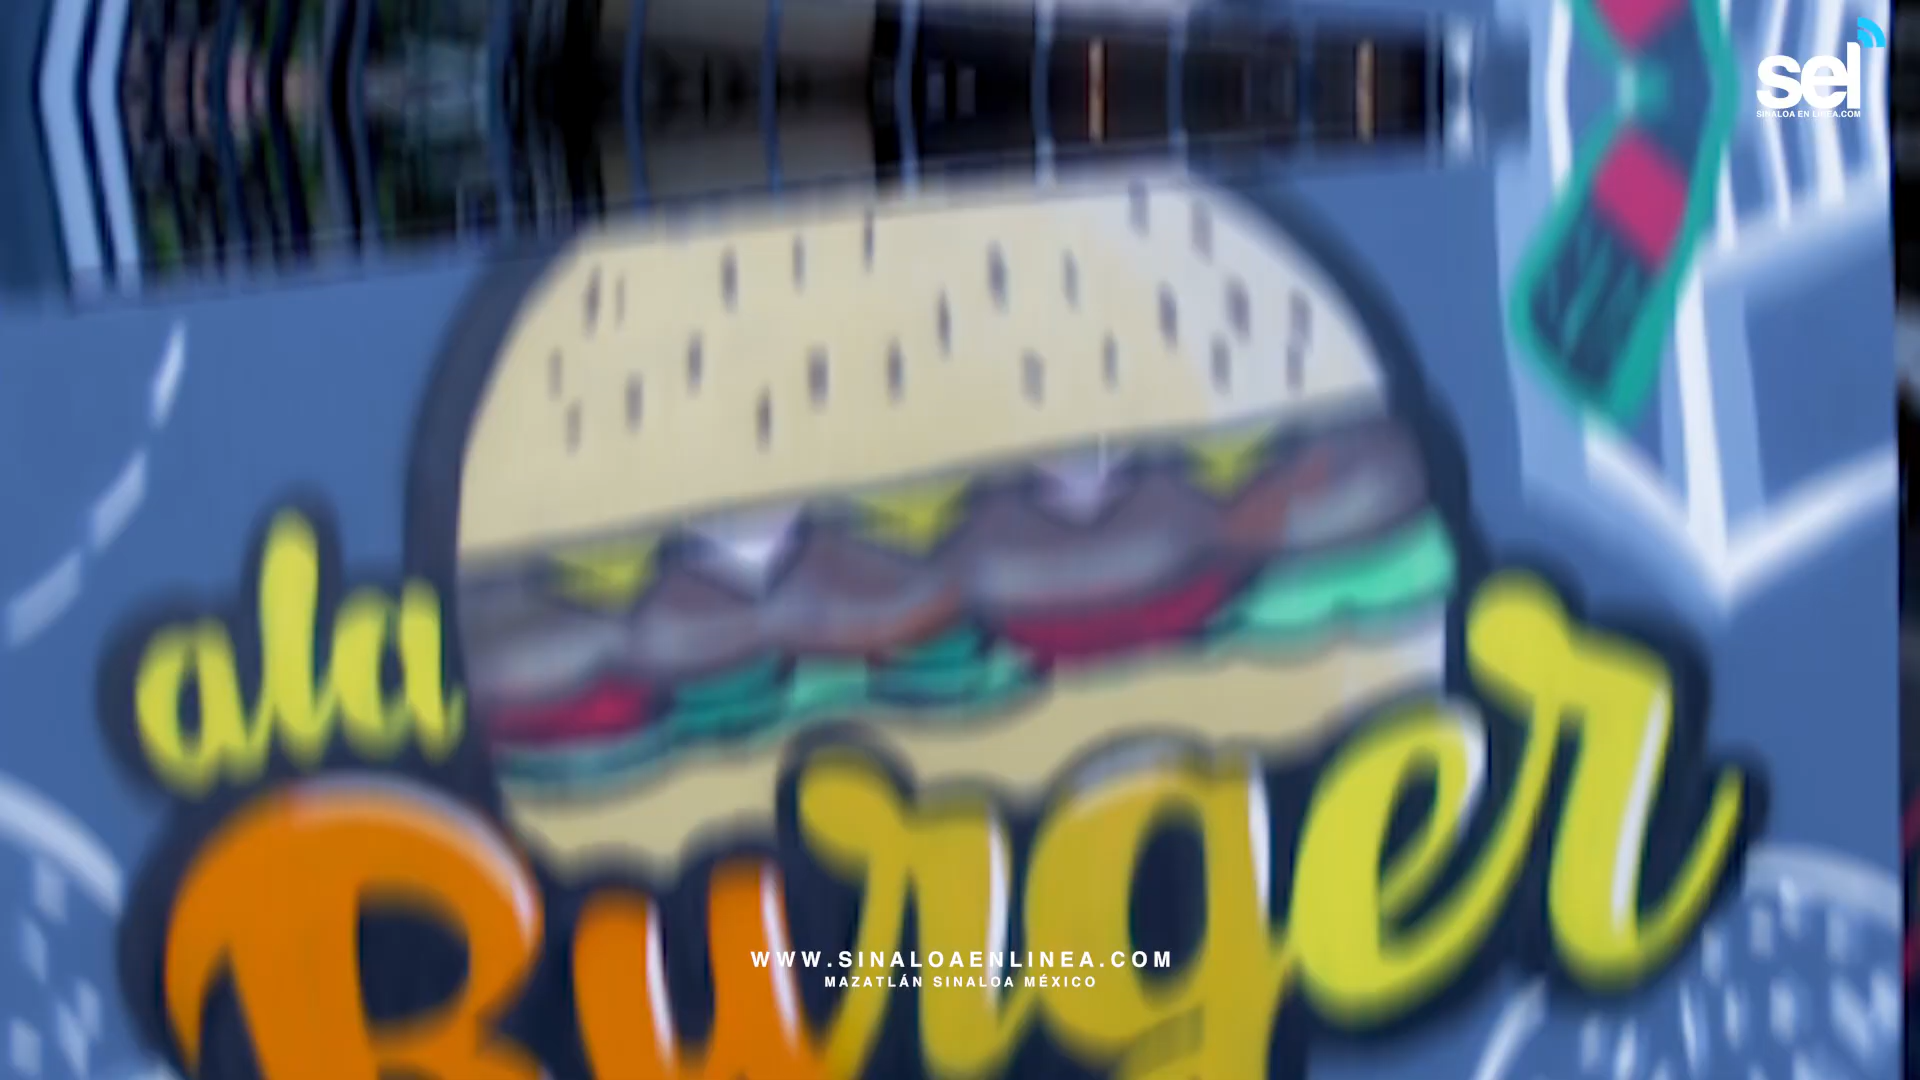 sel
SINALOA EN LINEA.COM
ala
Burger
WWW.SINALOAENLINEA.COM
MAZATLÁN SINALOA MÉXICO